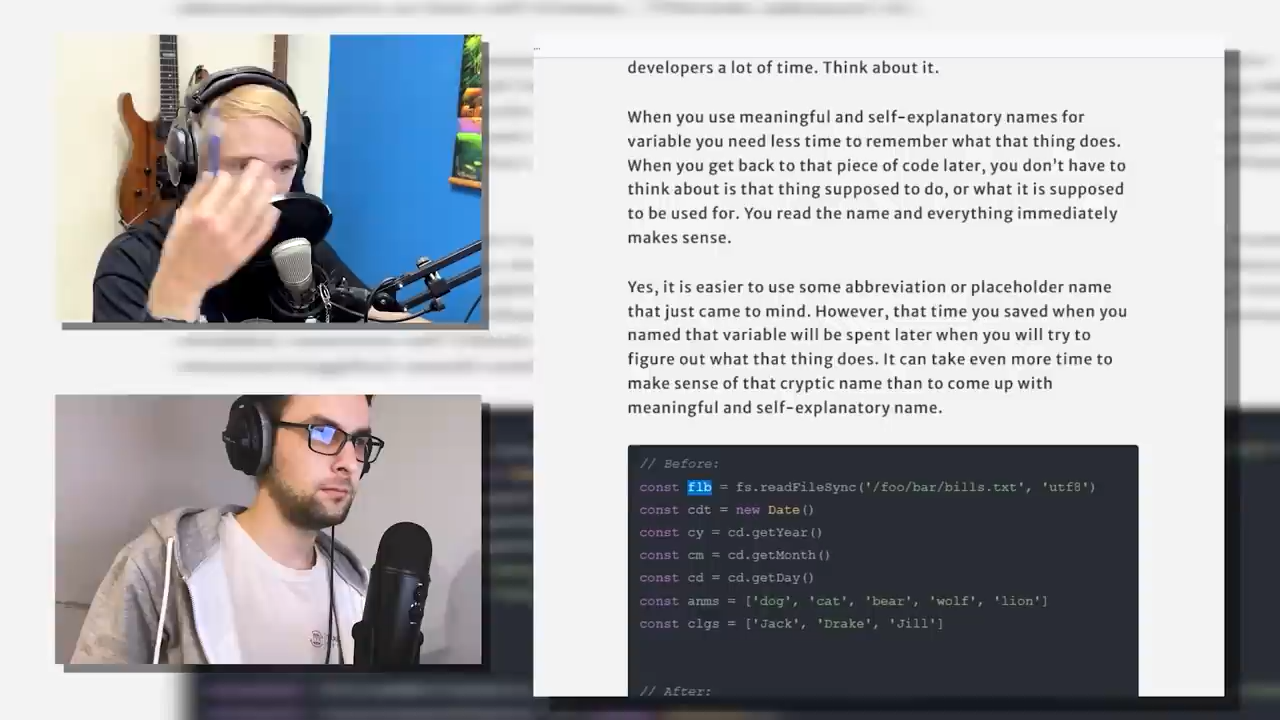 ...
developers a lot of time. Think about it.
When you use meaningful and self-explanatory names for
variable you need less time to remember what that thing does.
When you get back to that piece of code later, you don't have to
think about is that thing supposed to do, or what it is supposed
to be used for. You read the name and everything immediately
makes sense.
Yes, it is easier to use some abbreviation or placeholder name
that just came to mind. However, that time you saved when you
named that variable will be spent later when you will try to
figure out what that thing does. It can take even more time to
make sense of that cryptic name than to come up with
meaningful and self-explanatory name.
// Before:
const flb = fs.readFileSync('/foo/bar/bills.txt', 'utf8')
const cdt = new Date()
const cy = cd.getYear()
const cm = cd.getMonth()
const cd = cd.getDay()
const anms = ['dog', 'cat', 'bear', 'wolf', 'lion']
const clgs = ['Jack', 'Drake', 'Jill']
// After: